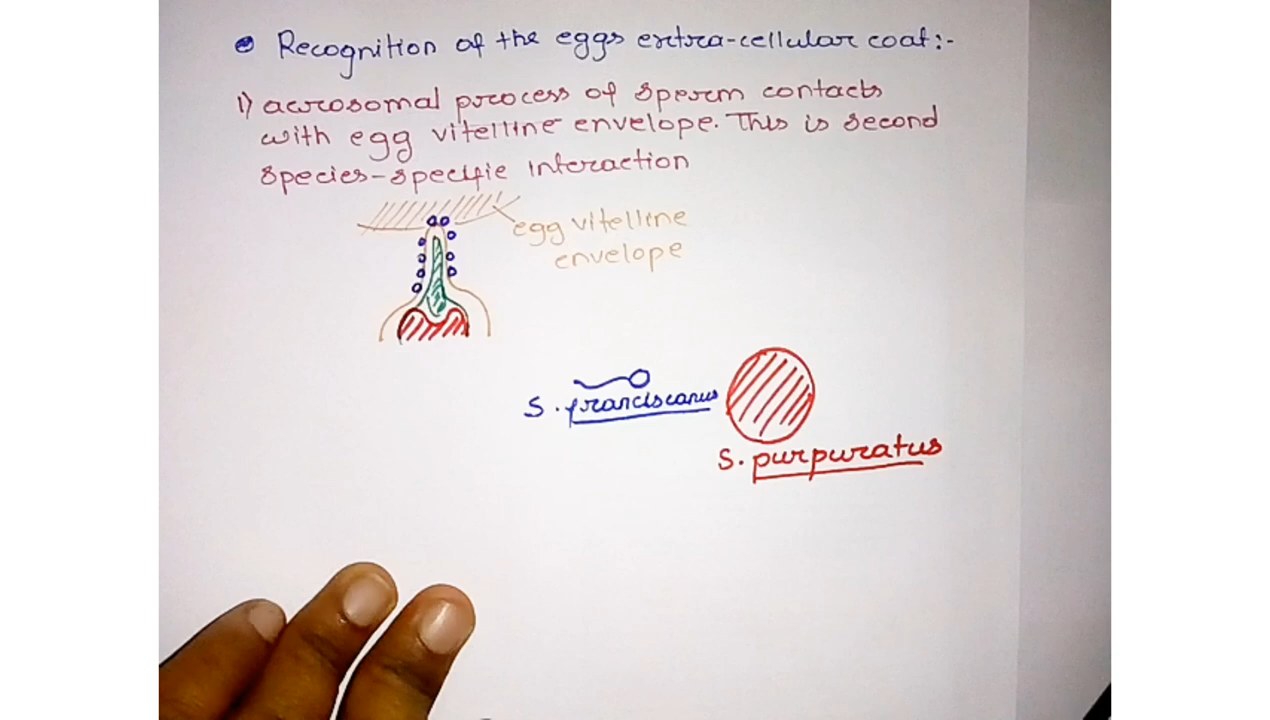 Recognition of the eggs extra-cellular coat:-
1) acrosomal process of sperm contacts
with egg vitelline envelope. This is second
species-specific interaction
egg vitelline
envelope
S. franciscanus
S. purpuratus